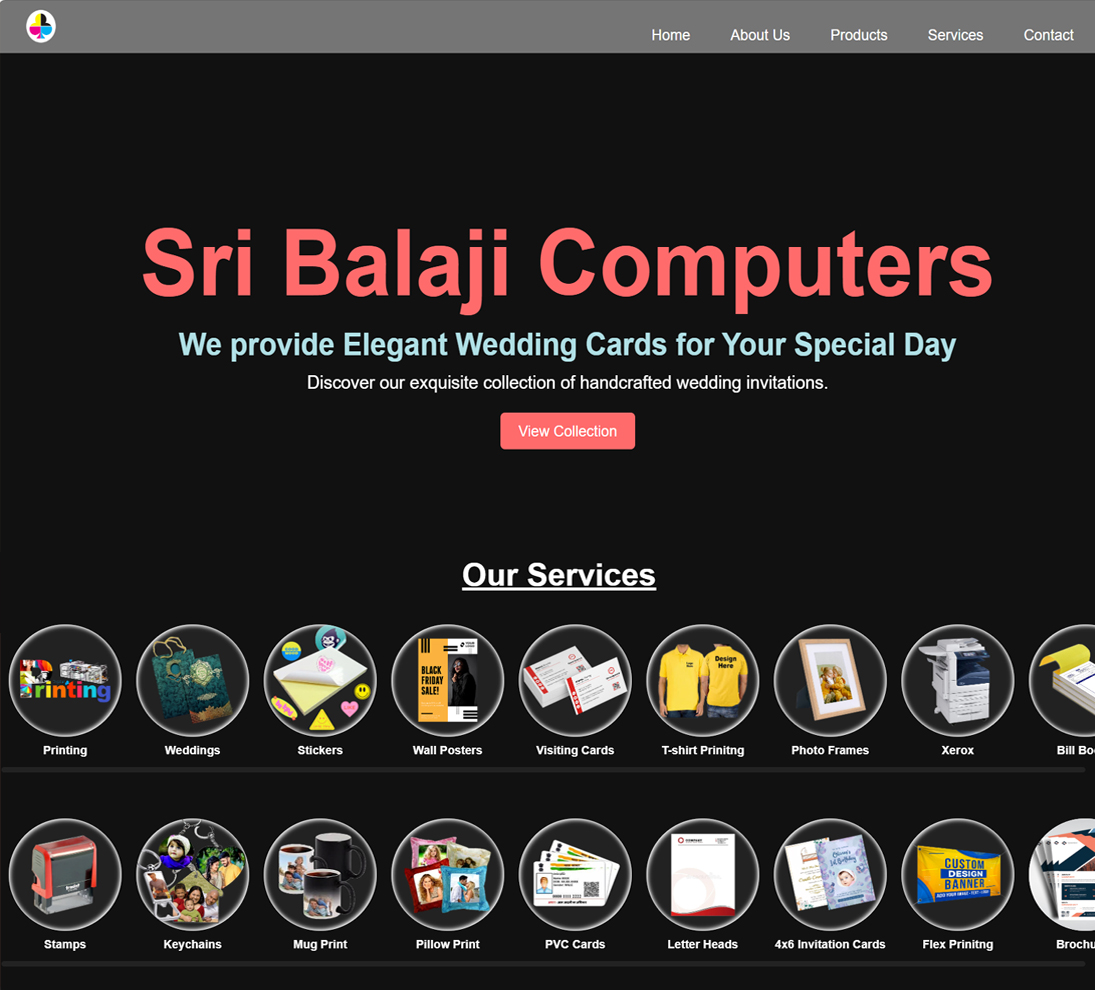 Home About Us Products Services Contact
Sri Balaji Computers
We provide Elegant Wedding Cards for Your Special Day
Discover our exquisite collection of handcrafted wedding invitations.
View Collection
Our Services
Printing
BLACK
FRIDAY
SALE!
Design
Here
Printing Weddings Stickers Wall Posters Visiting Cards T-shirt Prinitng Photo Frames Xerox Bill Bo
CUSTOM
DESIGN
BANNER
Stamps Keychains Mug Print Pillow Print PVC Cards Letter Heads 4x6 Invitation Cards Flex Prinitng Brochu